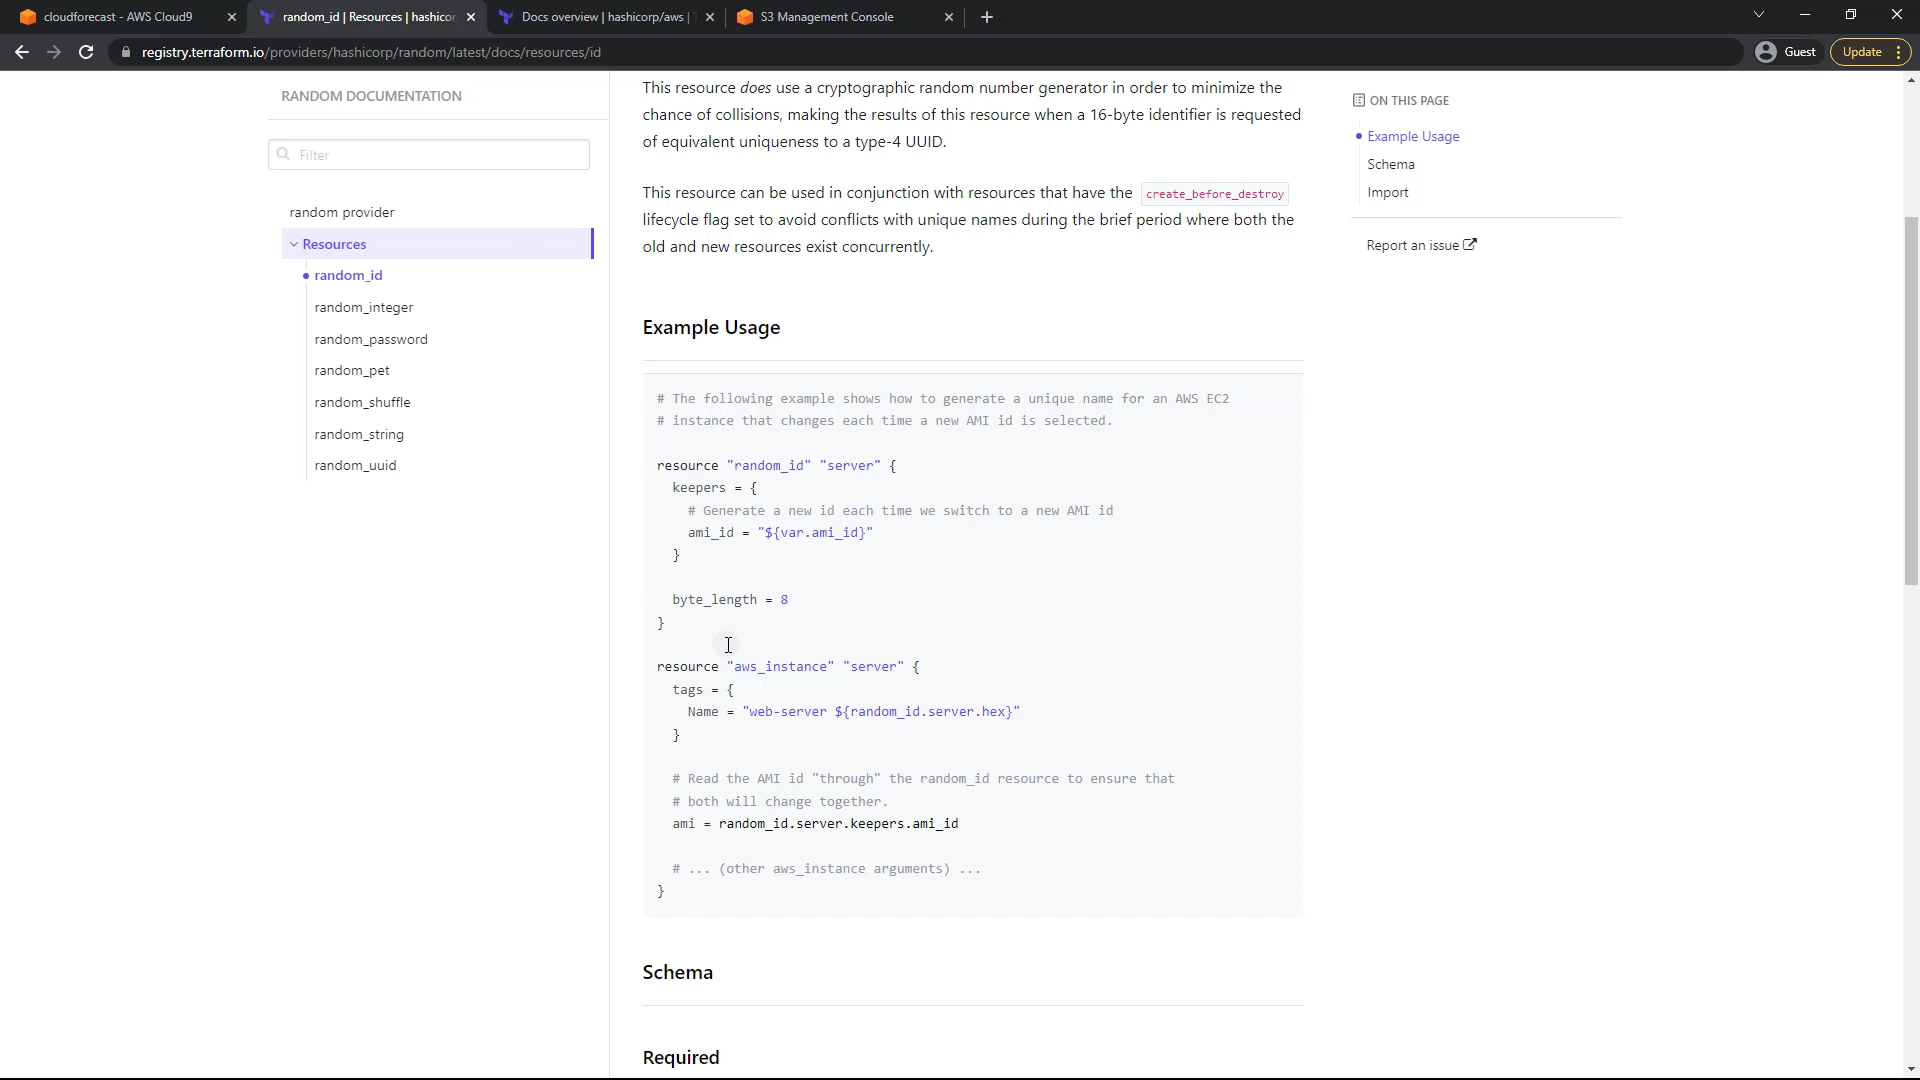 cloudforecast - AWS Cloud9
random_id | Resources | hashicor
Docs overview | hashicorp/aws |
S3 Management Console
registry.terraform.io/providers/hashicorp/random/latest/docs/resources/id
Guest
Update
RANDOM DOCUMENTATION
Filter
random provider
Resources
random_id
random_integer
random_password
random_pet
random_shuffle
random_string
random_uuid
This resource does use a cryptographic random number generator in order to minimize the
chance of collisions, making the results of this resource when a 16-byte identifier is requested
of equivalent uniqueness to a type-4 UUID.
This resource can be used in conjunction with resources that have the create_before_destroy
lifecycle flag set to avoid conflicts with unique names during the brief period where both the
old and new resources exist concurrently.
Example Usage
# The following example shows how to generate a unique name for an AWS EC2
# instance that changes each time a new AMI id is selected.
resource "random_id" "server" {
keepers = {
# Generate a new id each time we switch to a new AMI id
ami_id = "${var.ami_id}"
}
byte_length = 8
}
resource "aws_instance" "server" {
tags = {
Name = "web-server ${random_id.server.hex}"
}
# Read the AMI id "through" the random_id resource to ensure that
# both will change together.
ami = random_id.server.keepers.ami_id
# ... (other aws_instance arguments) ...
}
Schema
Required
ON THIS PAGE
Example Usage
Schema
Import
Report an issue